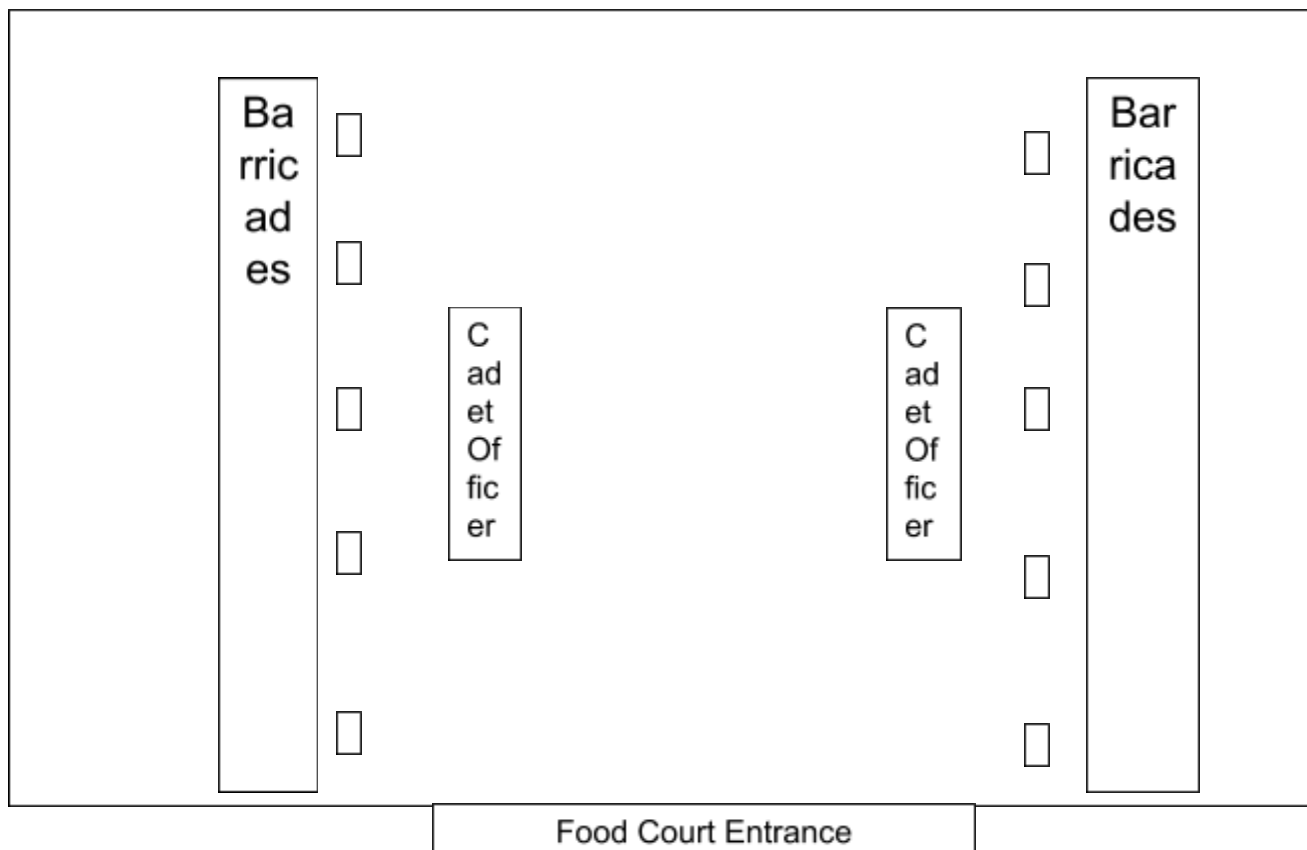 Ba
rric
ad
es
C
ad
et
Of
fic
er
C
ad
et
Of
fic
er
Bar
rica
des
Food Court Entrance